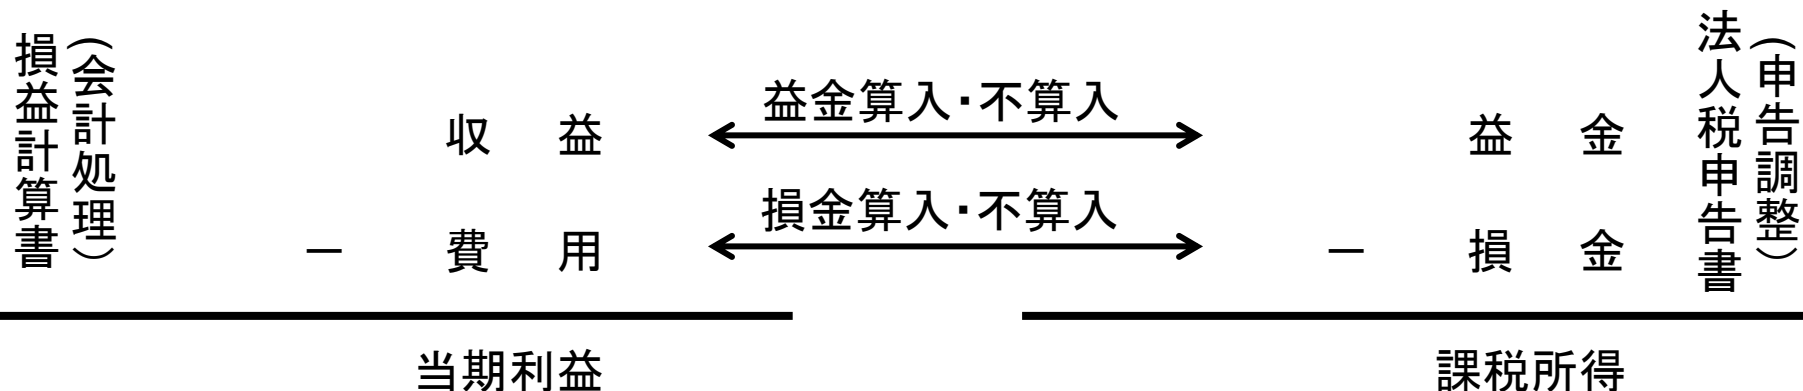 損益計算書
（会計処理）
収 益
－ 費 用
当期利益
益金算入・不算入
損金算入・不算入
益 金
－ 損 金
課税所得
法人税申告書
（申告調整）